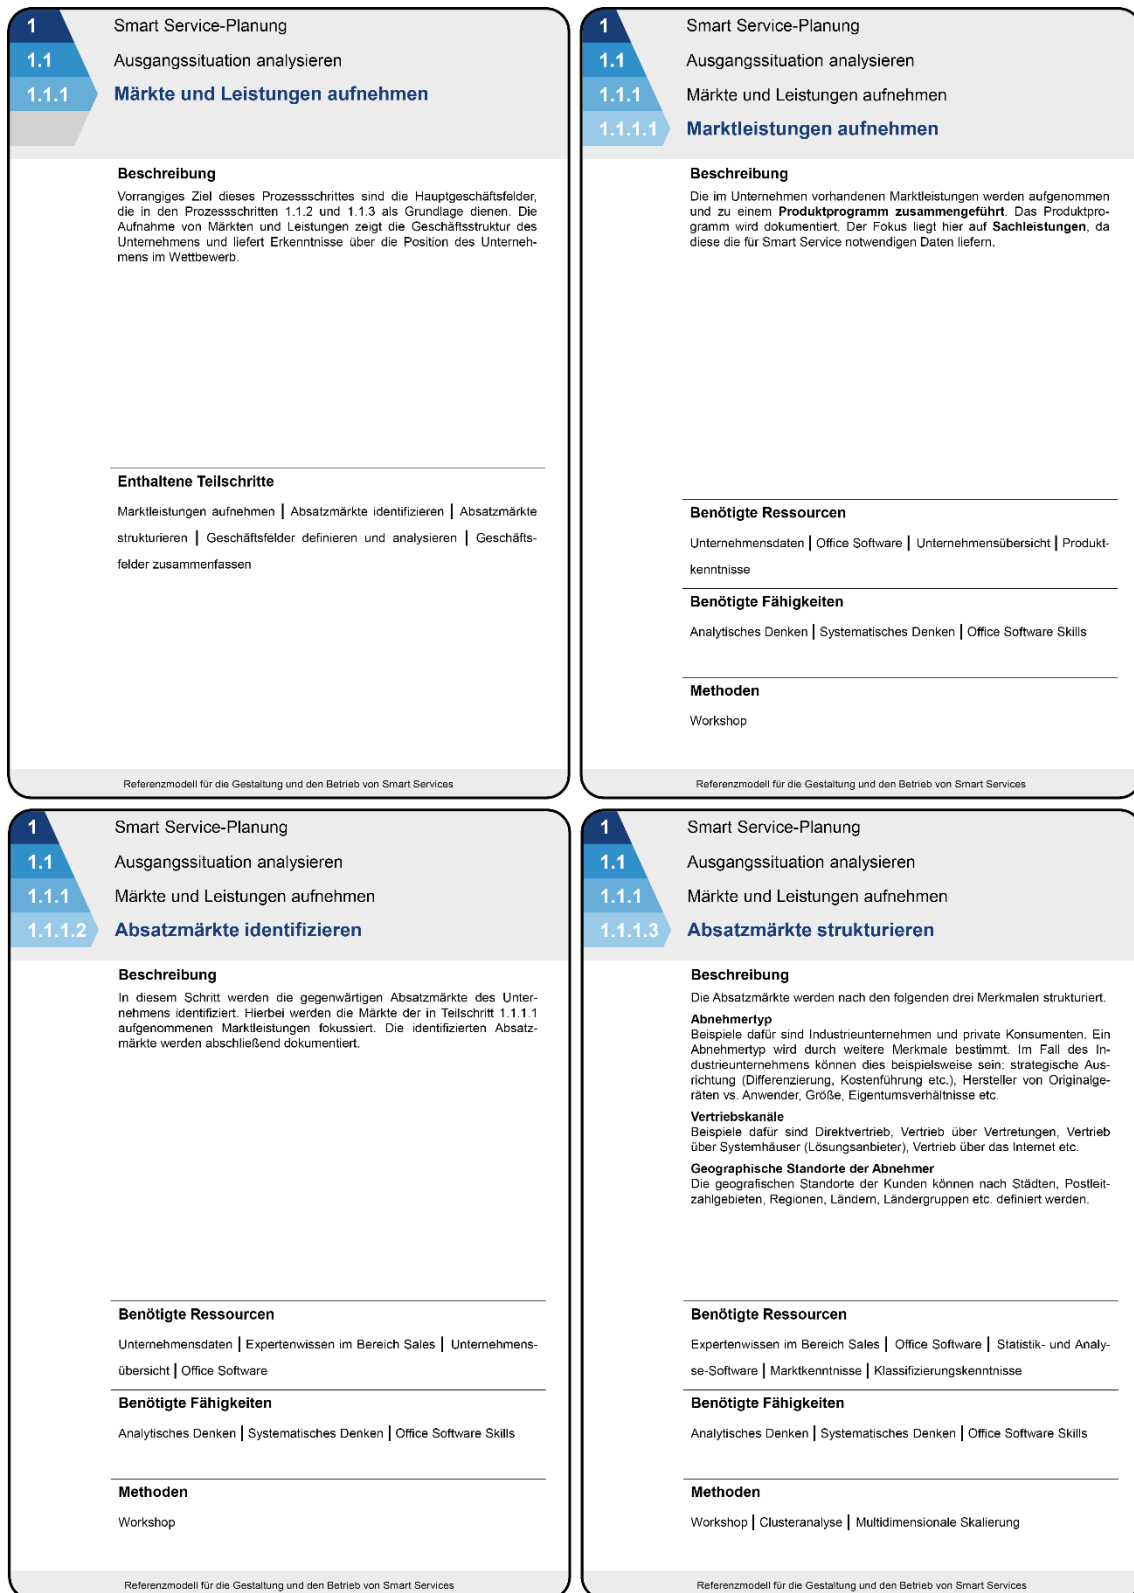 1 Smart Service-Planung
1.1 Ausgangssituation analysieren
1.1.1 Märkte und Leistungen aufnehmen
Beschreibung
Vorrangiges Ziel dieses Prozessschrittes sind die Hauptgeschäftsfelder,
die in den Prozessschritten 1.1.2 und 1.1.3 als Grundlage dienen. Die
Aufnahme von Märkten und Leistungen zeigt die Geschäftsstruktur des
Unternehmens und liefert Erkenntnisse über die Position des Unterneh-
mens im Wettbewerb.
Enthaltene Teilschritte
Marktleistungen aufnehmen | Absatzmärkte identifizieren | Absatzmärkte
strukturieren | Geschäftsfelder definieren und analysieren | Geschäfts-
felder zusammenfassen
Referenzmodell für die Gestaltung und den Betrieb von Smart Services
1 Smart Service-Planung
1.1 Ausgangssituation analysieren
1.1.1 Märkte und Leistungen aufnehmen
1.1.1.1 Marktleistungen aufnehmen
Beschreibung
Die im Unternehmen vorhandenen Marktleistungen werden aufgenommen
und zu einem Produktprogramm zusammengeführt. Das Produktpro-
gramm wird dokumentiert. Der Fokus liegt hier auf Sachleistungen, da
diese die für Smart Service notwendigen Daten liefern.
Benötigte Ressourcen
Unternehmensdaten | Office Software | Unternehmensübersicht | Produkt-
kenntnisse
Benötigte Fähigkeiten
Analytisches Denken | Systematisches Denken | Office Software Skills
Methoden
Workshop
Referenzmodell für die Gestaltung und den Betrieb von Smart Services
1 Smart Service-Planung
1.1 Ausgangssituation analysieren
1.1.1 Märkte und Leistungen aufnehmen
1.1.1.2 Absatzmärkte identifizieren
Beschreibung
In diesem Schritt werden die gegenwärtigen Absatzmärkte des Unter-
nehmens identifiziert. Hierbei werden die Märkte der in Teilschritt 1.1.1.1
aufgenommenen Marktleistungen fokussiert. Die identifizierten Absatz-
märkte werden abschließend dokumentiert.
Benötigte Ressourcen
Unternehmensdaten | Expertenwissen im Bereich Sales | Unternehmens-
übersicht | Office Software
Benötigte Fähigkeiten
Analytisches Denken | Systematisches Denken | Office Software Skills
Methoden
Workshop
Referenzmodell für die Gestaltung und den Betrieb von Smart Services
1 Smart Service-Planung
1.1 Ausgangssituation analysieren
1.1.1 Märkte und Leistungen aufnehmen
1.1.1.3 Absatzmärkte strukturieren
Beschreibung
Die Absatzmärkte werden nach den folgenden drei Merkmalen strukturiert.
Abnehmertyp
Beispiele dafür sind Industrieunternehmen und private Konsumenten. Ein
Abnehmertyp wird durch weitere Merkmale bestimmt. Im Fall des In-
dustrieunternehmens können dies beispielsweise sein: strategische Aus-
richtung (Differenzierung, Kostenführung etc.), Hersteller von Originalge-
räten vs. Anwender, Größe, Eigentumsverhältnisse etc.
Vertriebskanäle
Beispiele dafür sind Direktvertrieb, Vertrieb über Vertretungen, Vertrieb
über Systemhäuser (Lösungsanbieter), Vertrieb über das Internet etc.
Geographische Standorte der Abnehmer
Die geografischen Standorte der Kunden können nach Städten, Postleit-
zahlgebieten, Regionen, Ländern, Ländergruppen etc. definiert werden.
Benötigte Ressourcen
Expertenwissen im Bereich Sales | Office Software | Statistik- und Analy-
se-Software | Marktkenntnisse | Klassifizierungskenntnisse
Benötigte Fähigkeiten
Analytisches Denken | Systematisches Denken | Office Software Skills
Methoden
Workshop | Clusteranalyse | Multidimensionale Skalierung
Referenzmodell für die Gestaltung und den Betrieb von Smart Services